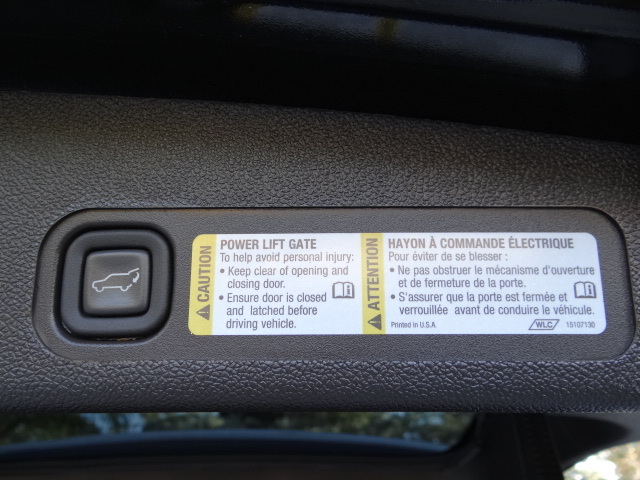 CAUTION
POWER LIFT GATE
To help avoid personal injury:
• Keep clear of opening and
closing door.
• Ensure door is closed
and latched before
driving vehicle.
ATTENTION
HAYON À COMMANDE ÉLECTRIQUE
Pour éviter de se blesser :
• Ne pas obstruer le mécanisme d'ouverture
et de fermeture de la porte.
• S'assurer que la porte est fermée et
verrouillée avant de conduire le véhicule.
Printed in U.S.A.
WLC
15107130